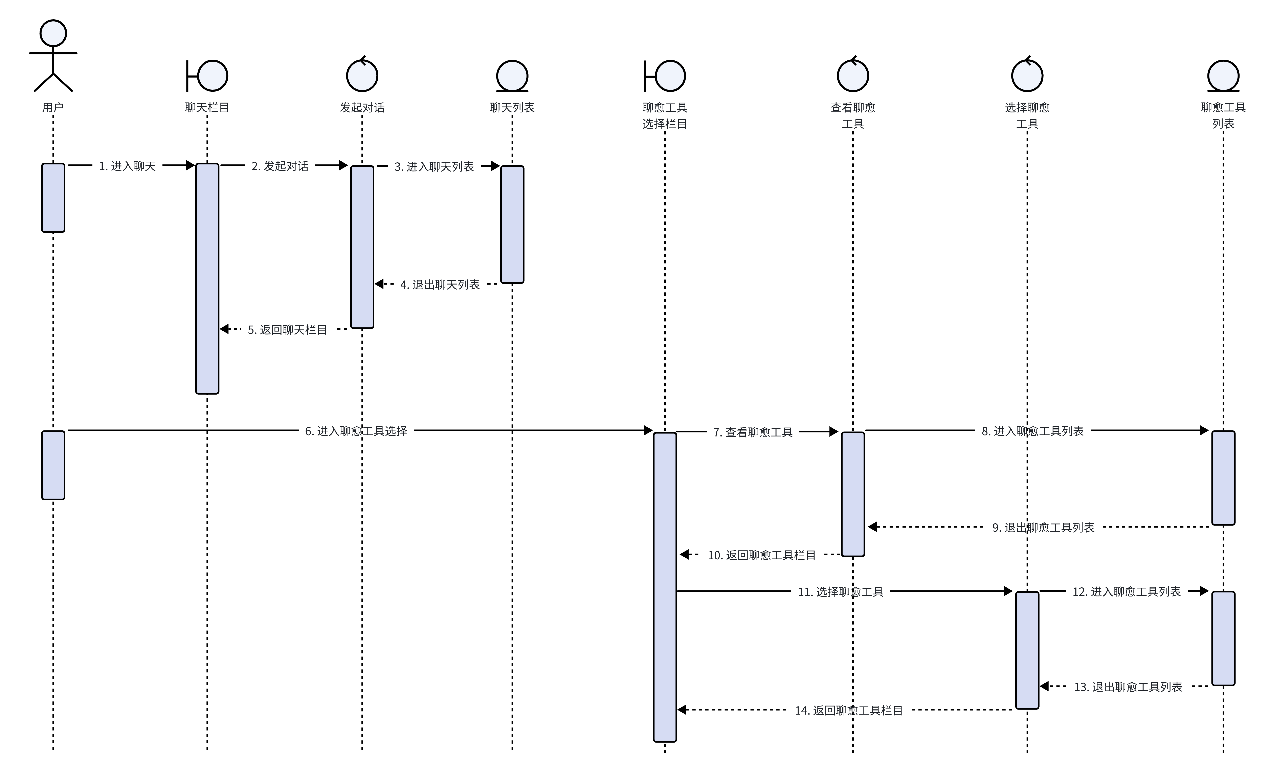 用户
聊天栏目
发起对话
聊天列表
聊愈工具
选择栏目
查看聊愈
工具
选择聊愈
工具
聊愈工具
列表
1. 进入聊天
2. 发起对话
3. 进入聊天列表
4. 退出聊天列表
5. 返回聊天栏目
6. 进入聊愈工具选择
7. 查看聊愈工具
8. 进入聊愈工具列表
9. 退出聊愈工具列表
10. 返回聊愈工具栏目
11. 选择聊愈工具
12. 进入聊愈工具列表
13. 退出聊愈工具列表
14. 返回聊愈工具栏目